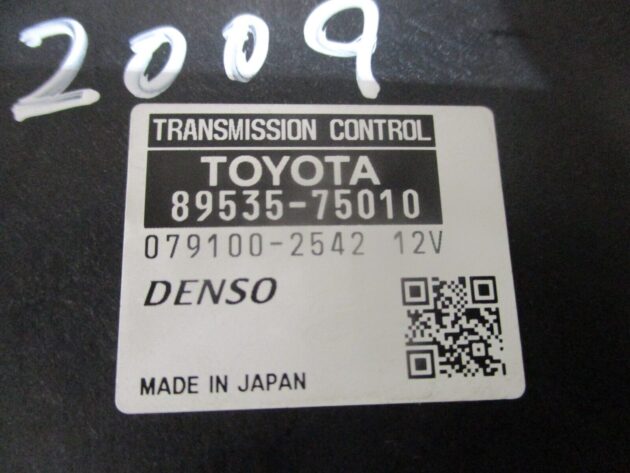 2009
TRANSMISSION CONTROL
TOYOTA
89535-75010
079100-2542 12V
DENSO
MADE IN JAPAN